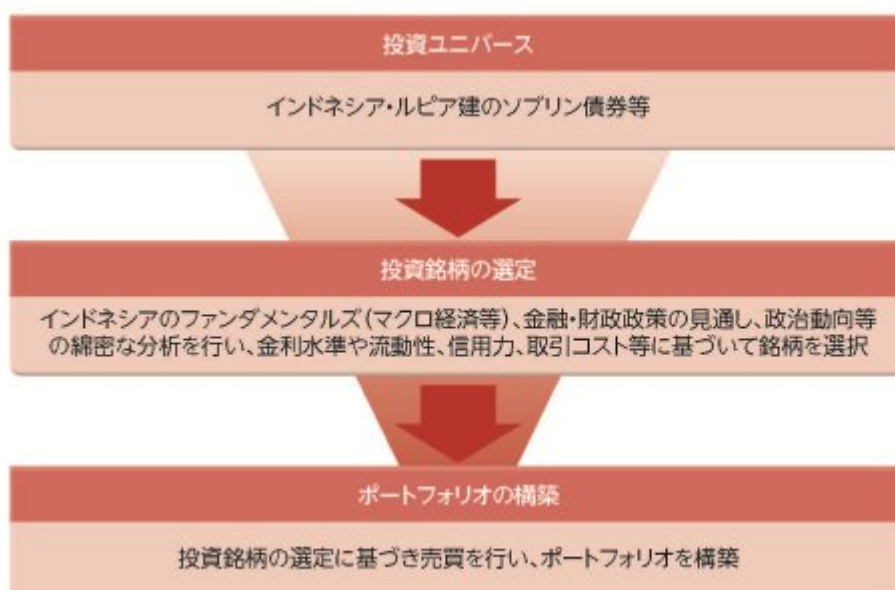 投資ユニバース
インドネシア・ルピア建のソブリン債券等
投資銘柄の選定
インドネシアのファンダメンタルズ(マクロ経済等)、金融・財政政策の見通し、政治動向等
の綿密な分析を行い、金利水準や流動性、信用力、取引コスト等に基づいて銘柄を選択
ポートフォリオの構築
投資銘柄の選定に基づき売買を行い、ポートフォリオを構築